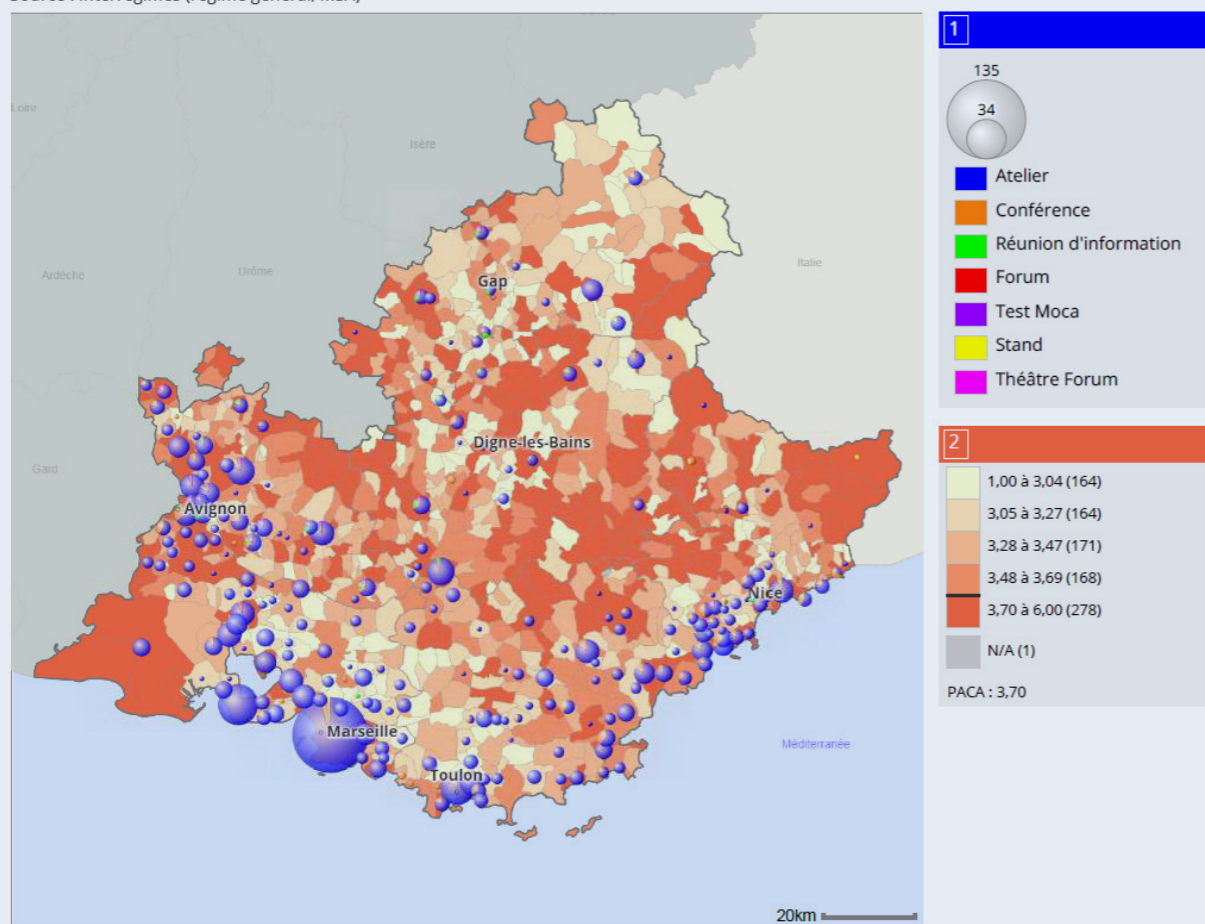 1
135
34
Atelier
Conférence
Réunion d'information
Forum
Test Moca
Stand
Théâtre Forum
2
1,00 à 3,04 (164)
3,05 à 3,27 (164)
3,28 à 3,47 (171)
3,48 à 3,69 (168)
3,70 à 6,00 (278)
N/A (1)
PACA : 3,70
Loire
Isère
Ardèche
Drôme
Italie
Gap
Gard
Digne-les-Bains
Avignon
Nice
Marseille
Méditerranée
Toulon
20km